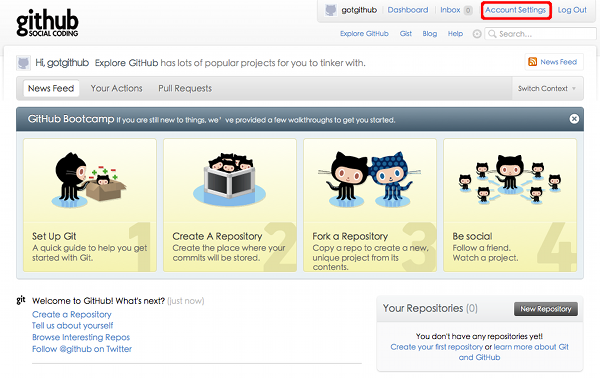 github
SOCIAL CODING
gotgithub Dashboard Inbox 0 Account Settings Log Out
Explore GitHub Gist Blog Help Search...
Hi, gotgithub Explore GitHub has lots of popular projects for you to tinker with.
News Feed
News Feed Your Actions Pull Requests
Switch Context
GitHub Bootcamp If you are still new to things, we’ve provided a few walkthroughs to get you started.
1
Set Up Git
A quick guide to help you get
started with Git.
2
Create A Repository
Create the place where your
commits will be stored.
3
Fork a Repository
Copy a repo to create a new,
unique project from its
contents.
4
Be social
Follow a friend.
Watch a project.
git Welcome to GitHub! What's next? (just now)
Create a Repository
Tell us about yourself
Browse Interesting Repos
Follow @github on Twitter
Your Repositories (0) New Repository
You don't have any repositories yet!
Create your first repository or learn more about Git
and GitHub